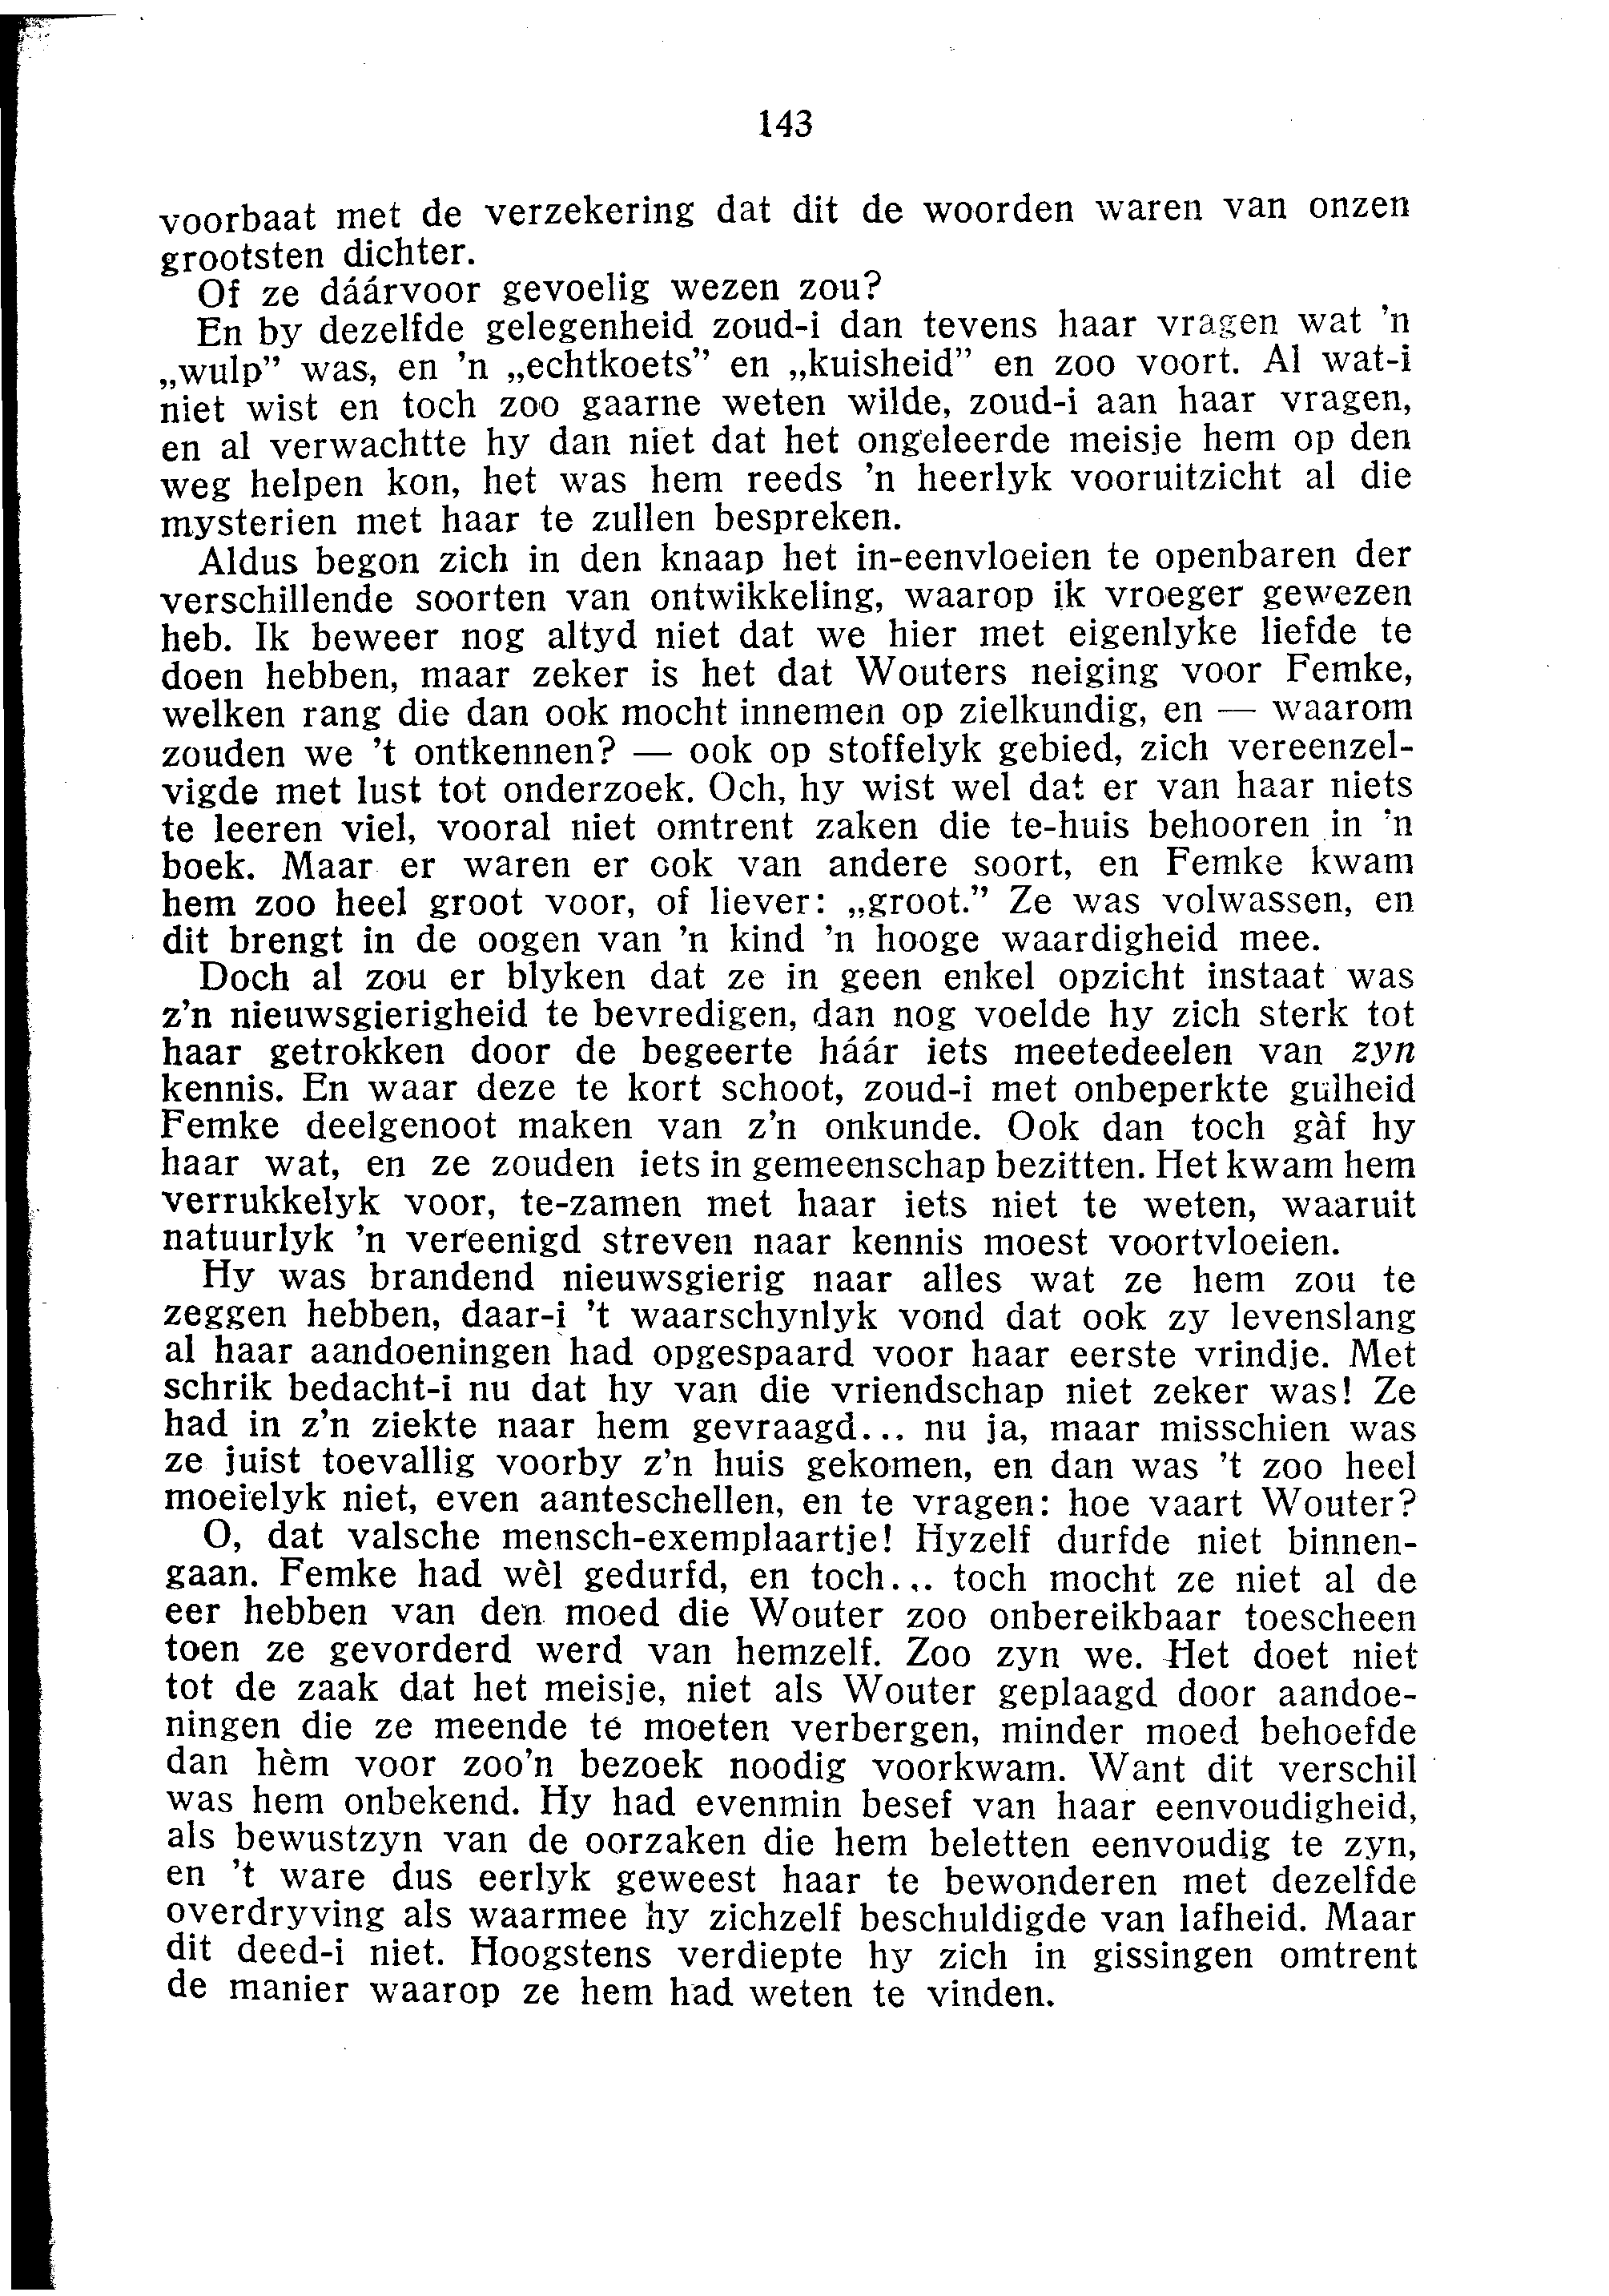 143
voorbaat met de verzekering dat dit de woorden waren van onzen
grootsten dichter.
Of ze dáárvoor gevoelig wezen zou?
En by dezelfde gelegenheid zoud-i dan tevens haar vragen wat 'n
„wulp” was, en 'n „echtkoets” en „kuisheid” en zoo voort. Al wat-i
niet wist en toch zoo gaarne weten wilde, zoud-i aan haar vragen,
en al verwachtte hy dan niet dat het ongeleerde meisje hem op den
weg helpen kon, het was hem reeds 'n heerlyk vooruitzicht al die
mysterien met haar te zullen bespreken.
Aldus begon zich in den knaap het in-eenvloeien te openbaren der
verschillende soorten van ontwikkeling, waarop ik vroeger gewezen
heb. Ik beweer nog altyd niet dat we hier met eigenlyke liefde te
doen hebben, maar zeker is het dat Wouters neiging voor Femke,
welken rang die dan ook mocht innemen op zielkundig, en — waarom
zouden we 't ontkennen? — ook op stoffelyk gebied, zich vereenzel-
vigde met lust tot onderzoek. Och, hy wist wel dat er van haar niets
te leeren viel, vooral niet omtrent zaken die te-huis behooren in 'n
boek. Maar er waren er ook van andere soort, en Femke kwam
hem zoo heel groot voor, of liever: „groot.” Ze was volwassen, en
dit brengt in de oogen van 'n kind 'n hooge waardigheid mee.
Doch al zou er blyken dat ze in geen enkel opzicht instaat was
z'n nieuwsgierigheid te bevredigen, dan nog voelde hy zich sterk tot
haar getrokken door de begeerte háár iets meetedeelen van zyn
kennis. En waar deze te kort schoot, zoud-i met onbeperkte gulheid
Femke deelgenoot maken van z'n onkunde. Ook dan toch gàf hy
haar wat, en ze zouden iets in gemeenschap bezitten. Het kwam hem
verrukkelyk voor, te-zamen met haar iets niet te weten, waaruit
natuurlyk 'n vereenigd streven naar kennis moest voortvloeien.
Hy was brandend nieuwsgierig naar alles wat ze hem zou te
zeggen hebben, daar-i 't waarschynlyk vond dat ook zy levenslang
al haar aandoeningen had opgespaard voor haar eerste vrindje. Met
schrik bedacht-i nu dat hy van die vriendschap niet zeker was! Ze
had in z'n ziekte naar hem gevraagd... nu ja, maar misschien was
ze juist toevallig voorby z'n huis gekomen, en dan was 't zoo heel
moeielyk niet, even aanteschellen, en te vragen: hoe vaart Wouter?
O, dat valsche mensch-exemplaartje! Hyzelf durfde niet binnen-
gaan. Femke had wèl gedurfd, en toch... toch mocht ze niet al de
eer hebben van den moed die Wouter zoo onbereikbaar toescheen
toen ze gevorderd werd van hemzelf. Zoo zyn we. Het doet niet
tot de zaak dat het meisje, niet als Wouter geplaagd door aandoe-
ningen die ze meende te moeten verbergen, minder moed behoefde
dan hèm voor zoo'n bezoek noodig voorkwam. Want dit verschil
was hem onbekend. Hy had evenmin besef van haar eenvoudigheid,
als bewustzyn van de oorzaken die hem beletten eenvoudig te zyn,
en 't ware dus eerlyk geweest haar te bewonderen met dezelfde
overdryving als waarmee hy zichzelf beschuldigde van lafheid. Maar
dit deed-i niet. Hoogstens verdiepte hy zich in gissingen omtrent
de manier waarop ze hem had weten te vinden.